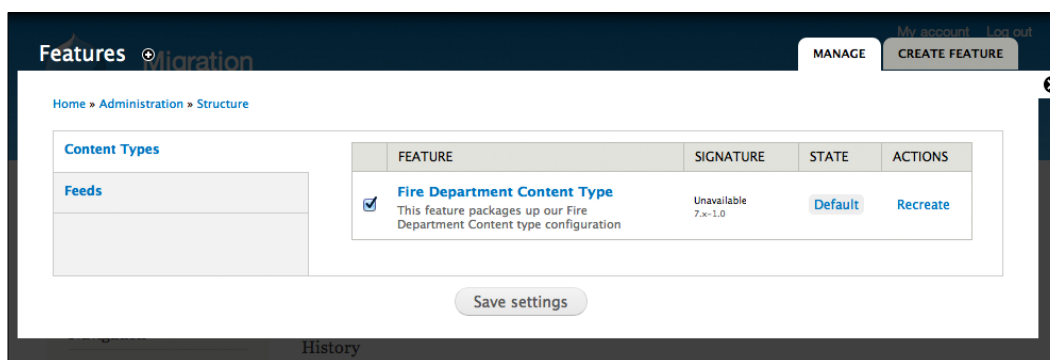 My account Log out
Features
Migration
MANAGE
CREATE FEATURE
Home » Administration » Structure
Content Types
Feeds
FEATURE SIGNATURE STATE ACTIONS
Fire Department Content Type
This feature packages up our Fire
Department Content type configuration
Unavailable
7.x-1.0
Default
Recreate
Save settings
History